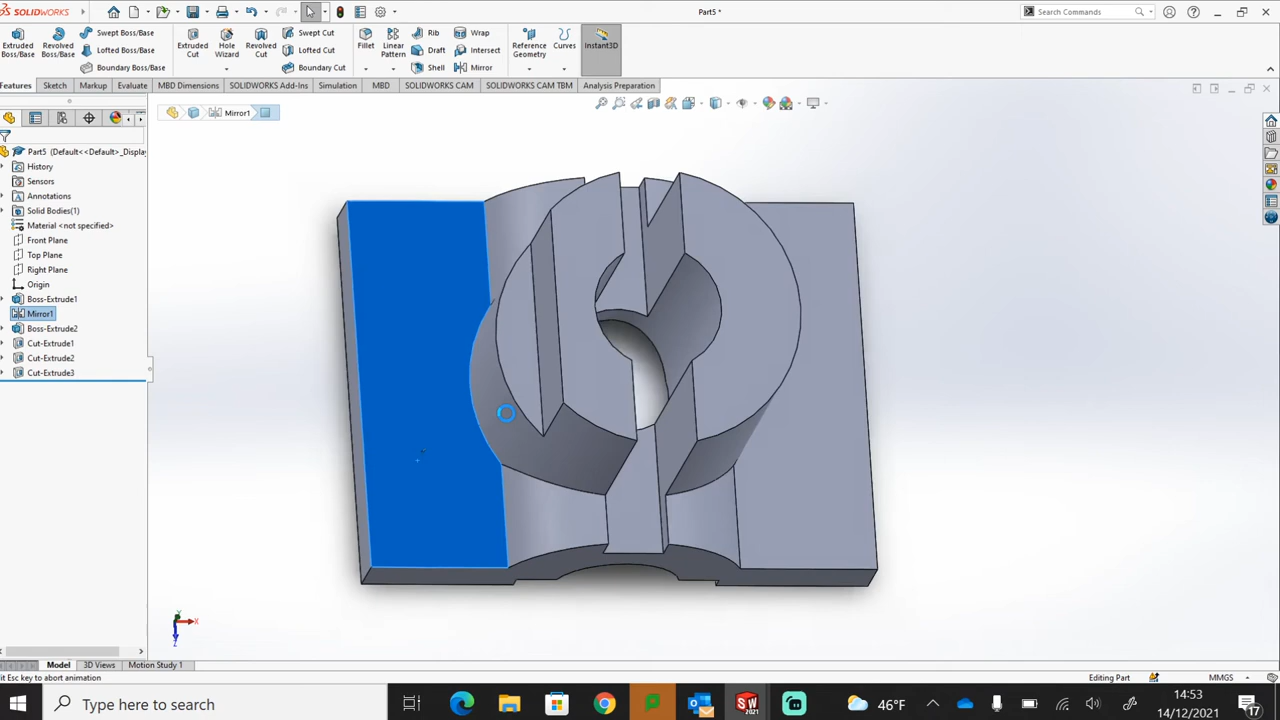 SOLIDWORKS
Part5 *
Search Commands
Extruded Boss/Base
Revolved Boss/Base
Swept Boss/Base
Lofted Boss/Base
Boundary Boss/Base
Extruded Cut
Hole Wizard
Revolved Cut
Swept Cut
Lofted Cut
Boundary Cut
Fillet
Linear Pattern
Rib
Draft
Shell
Wrap
Intersect
Mirror
Reference Geometry
Curves
Instant3D
Features
Sketch
Markup
Evaluate
MBD Dimensions
SOLIDWORKS Add-Ins
Simulation
MBD
SOLIDWORKS CAM
SOLIDWORKS CAM TBM
Analysis Preparation
Mirror1
Part5 (Default<<Default>_Display
History
Sensors
Annotations
Solid Bodies(1)
Material <not specified>
Front Plane
Top Plane
Right Plane
Origin
Boss-Extrude1
Mirror1
Boss-Extrude2
Cut-Extrude1
Cut-Extrude2
Cut-Extrude3
Y
X
Z
Model
3D Views
Motion Study 1
it Esc key to abort animation
Editing Part
MMGS
Type here to search
46°F
14:53
14/12/2021
17
SW
2021